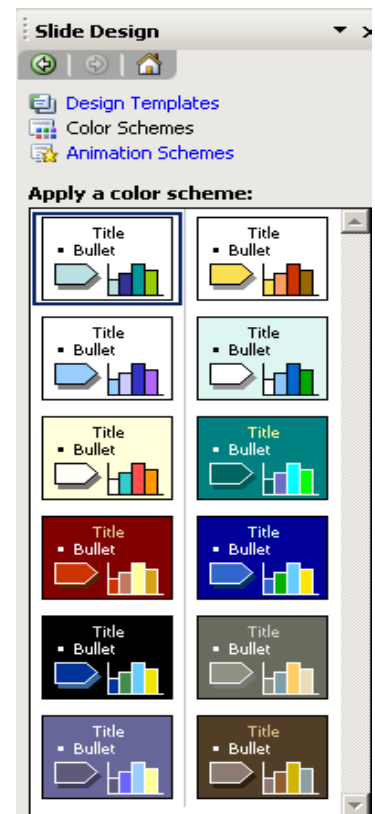 Slide Design
Design Templates
Color Schemes
Animation Schemes
Apply a color scheme:
Title
Bullet
Title
Bullet
Title
Bullet
Title
Bullet
Title
Bullet
Title
Bullet
Title
Bullet
Title
Bullet
Title
Bullet
Title
Bullet
Title
Bullet
Title
Bullet